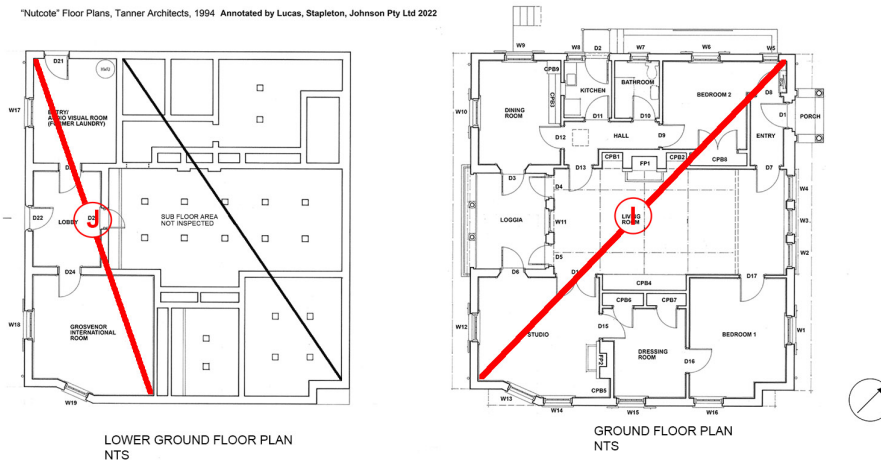 "Nutcote" Floor Plans, Tanner Architects, 1994 Annotated by Lucas, Stapleton, Johnson Pty Ltd 2022
D21
HWU
W17
AUDIO VISUAL ROOM
(FORMER LAUNDRY)
D22
LOBBY
J
SUB FLOOR AREA
NOT INSPECTED
D24
W18
GROSVENOR
INTERNATIONAL
ROOM
W19
LOWER GROUND FLOOR PLAN
NTS
W9
W8
D2
W7
W6
W5
CPB9
KITCHEN
BATHROOM
CPB3
BEDROOM 2
D8
W10
DINING
ROOM
D11
D10
D1
PORCH
D12
HALL
D9
ENTRY
CPB1
FP1
CPB2
CPB8
D13
D7
D3
D4
W4
LOGGIA
W11
LIVING
ROOM
I
W3
D5
W2
D6
D17
CPB4
CPB6
CPB7
W12
STUDIO
D15
W1
BEDROOM 1
DRESSING
ROOM
FP2
D16
CPB5
W13
W14
W15
W16
GROUND FLOOR PLAN
NTS